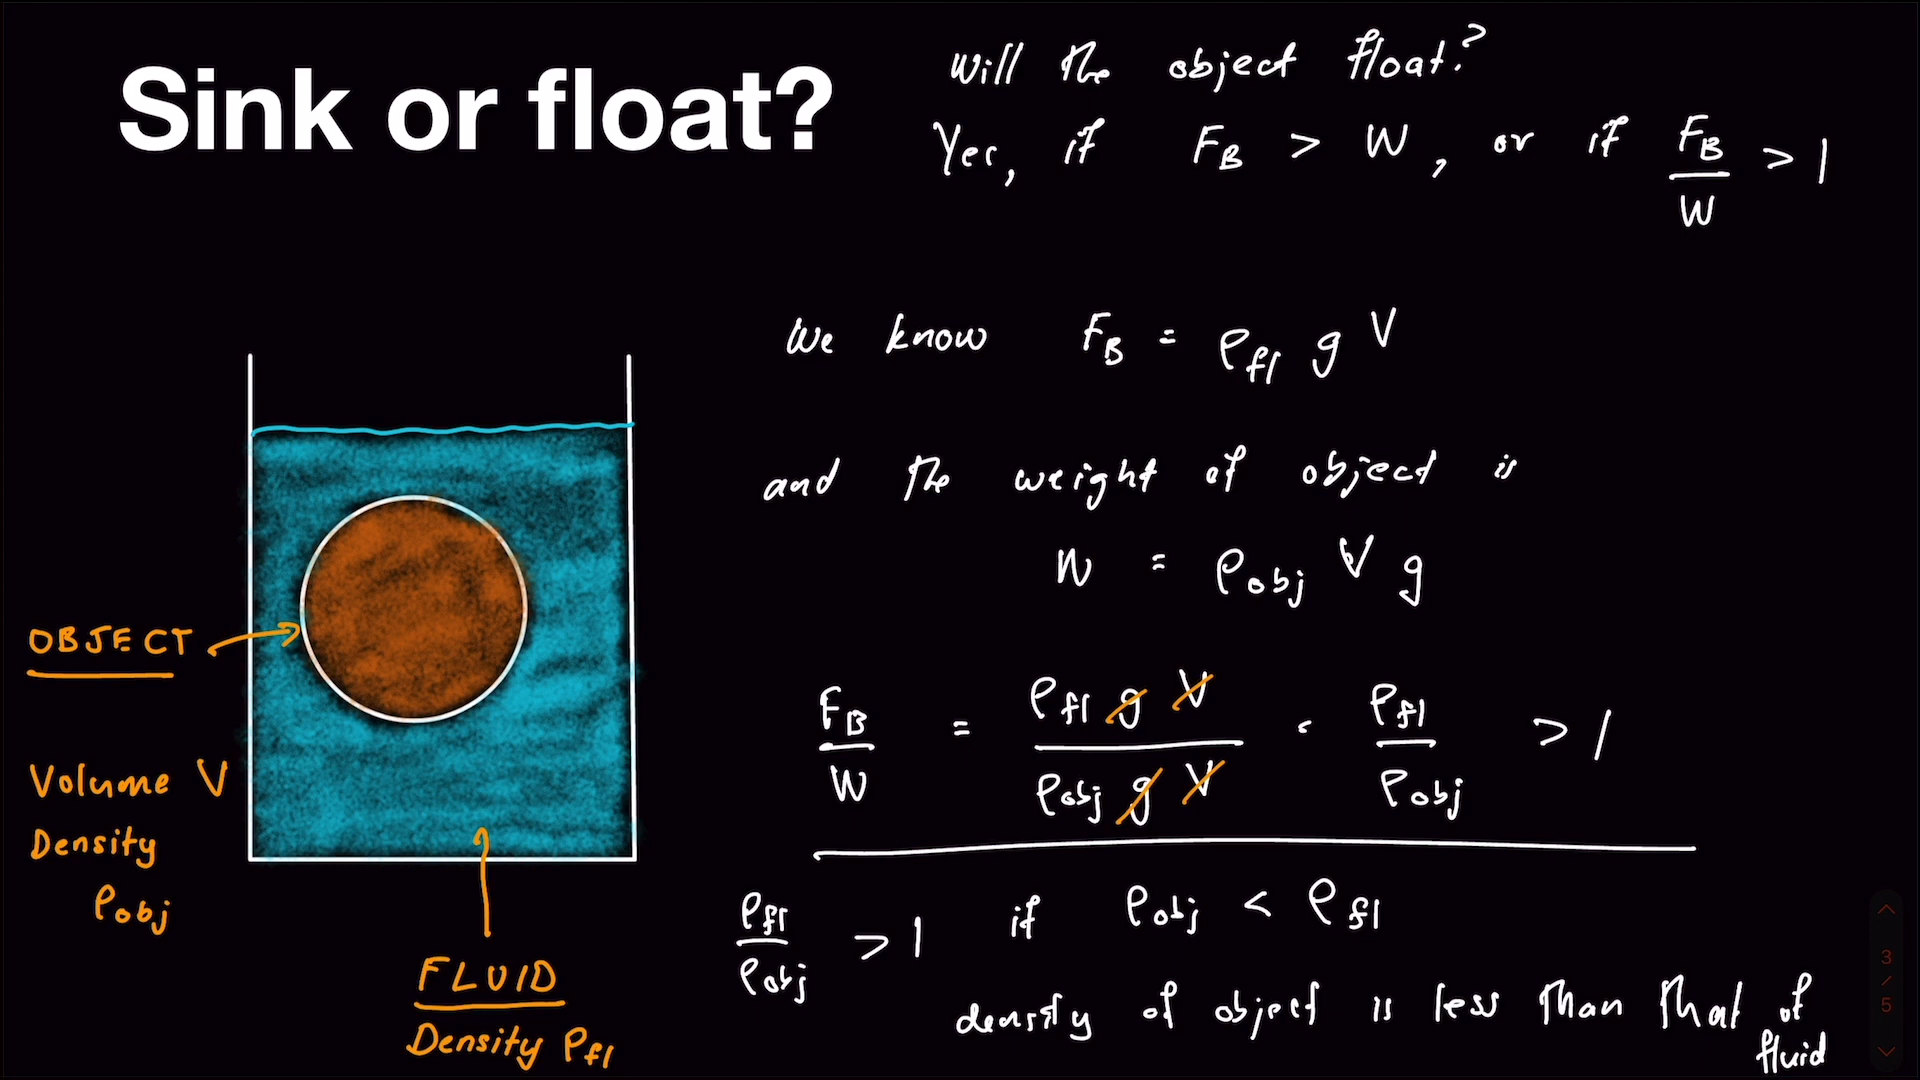 Sink or float?
Will the object float?
Yes, if F_B > W, or if F_B/W > 1
We know F_B = ρ_fl g V
and the weight of object is
W = ρ_obj V g
F_B/W = ρ_fl g V / ρ_obj g V = ρ_fl/ρ_obj > 1
ρ_fl/ρ_obj > 1 if ρ_obj < ρ_fl
density of object is less than that of
fluid
OBJECT
Volume V
Density
ρ_obj
FLUID
Density ρ_fl
3
/
5